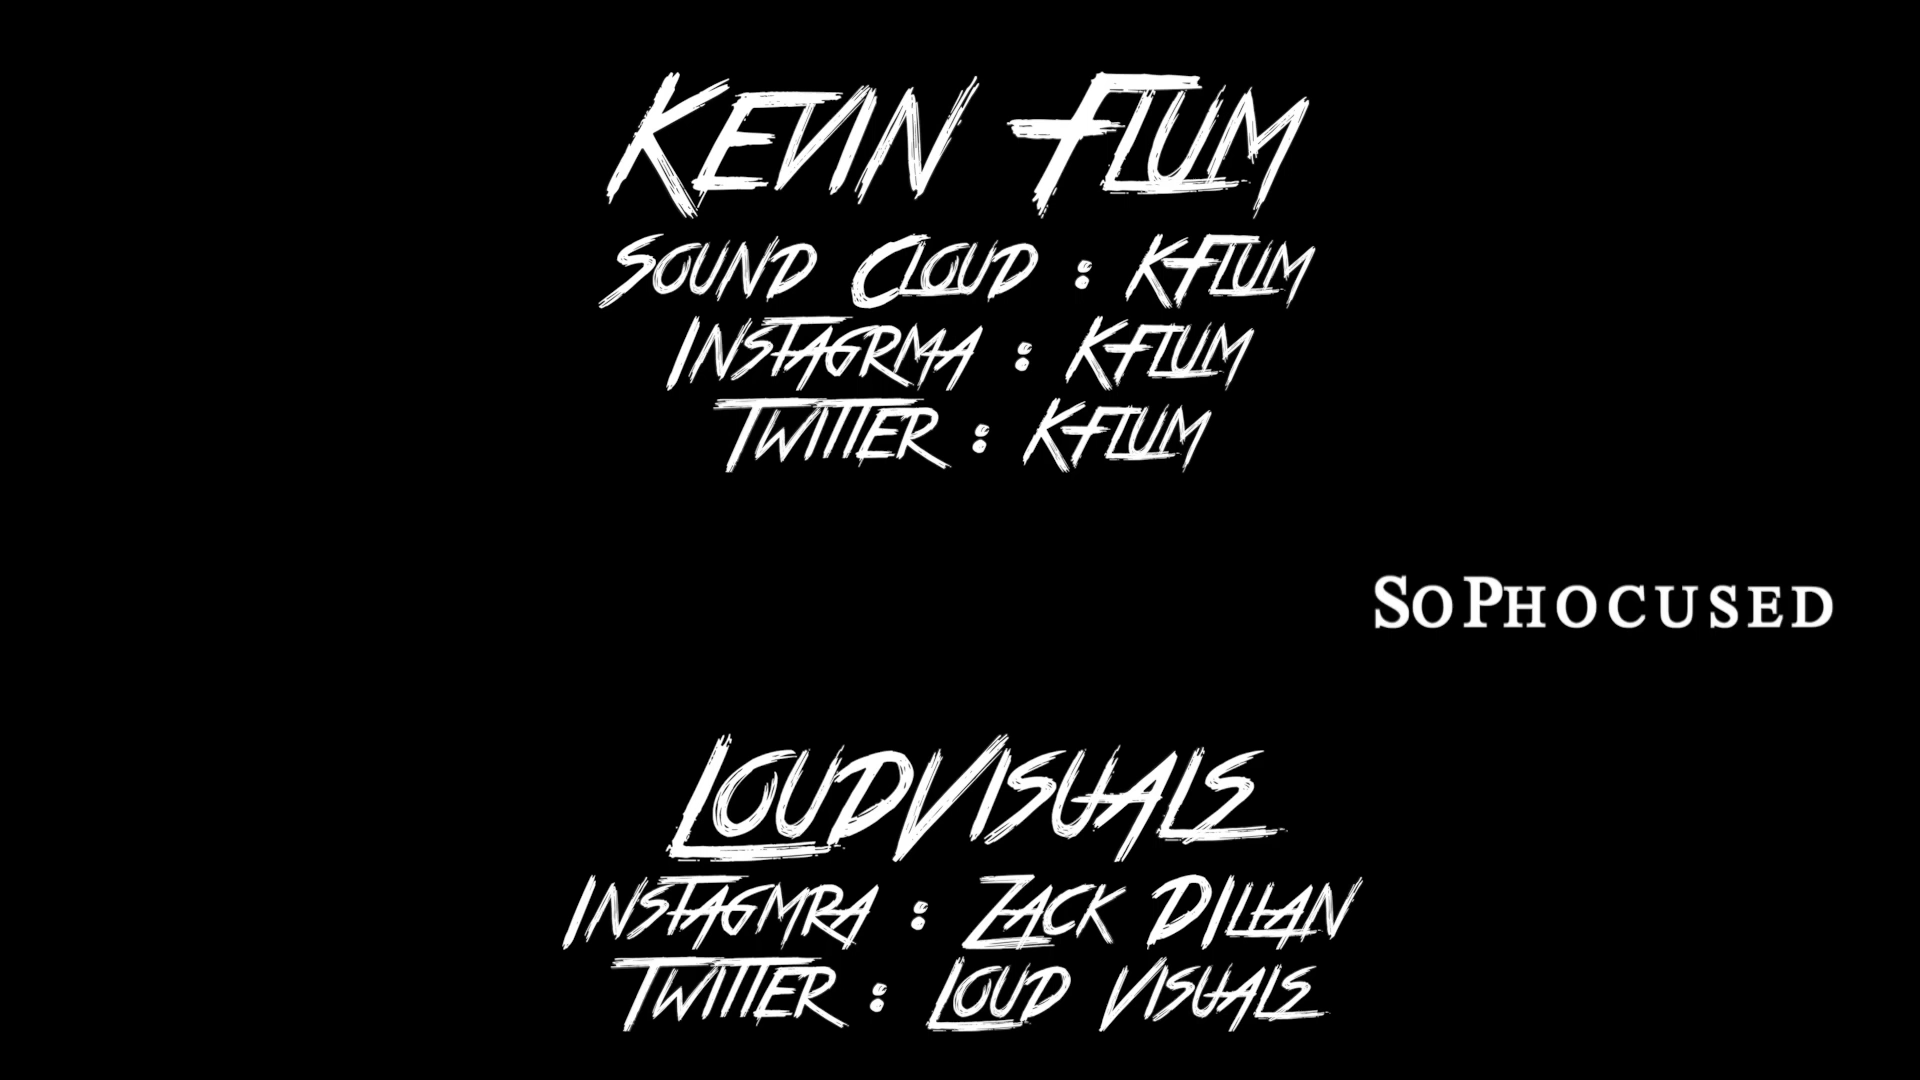 Kevin Flum
Sound Cloud : KFlum
Instagrma : KFlum
Twitter : KFlum
SoPhocused
LoudVisuals
Instagmra : Zack DIllan
Twitter : Loud Visuals